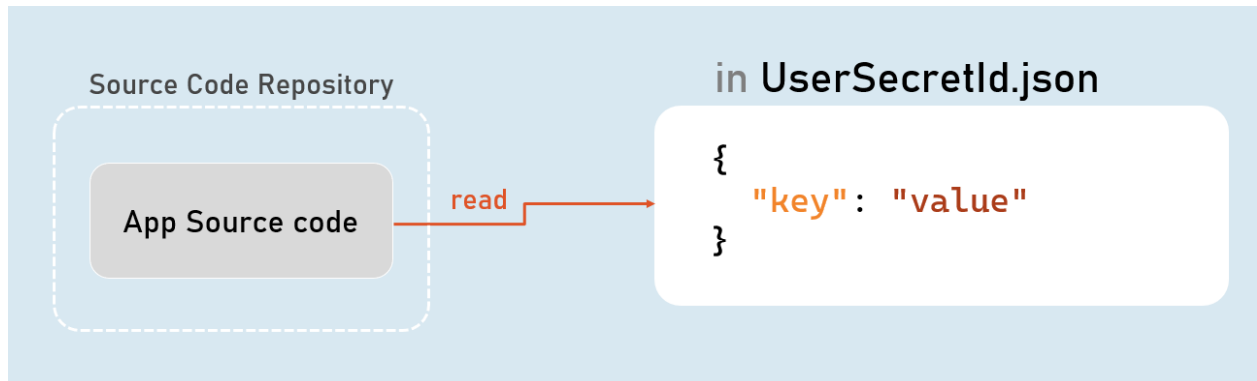 Source Code Repository
in UserSecretId.json
App Source code
read
{
"key": "value"
}